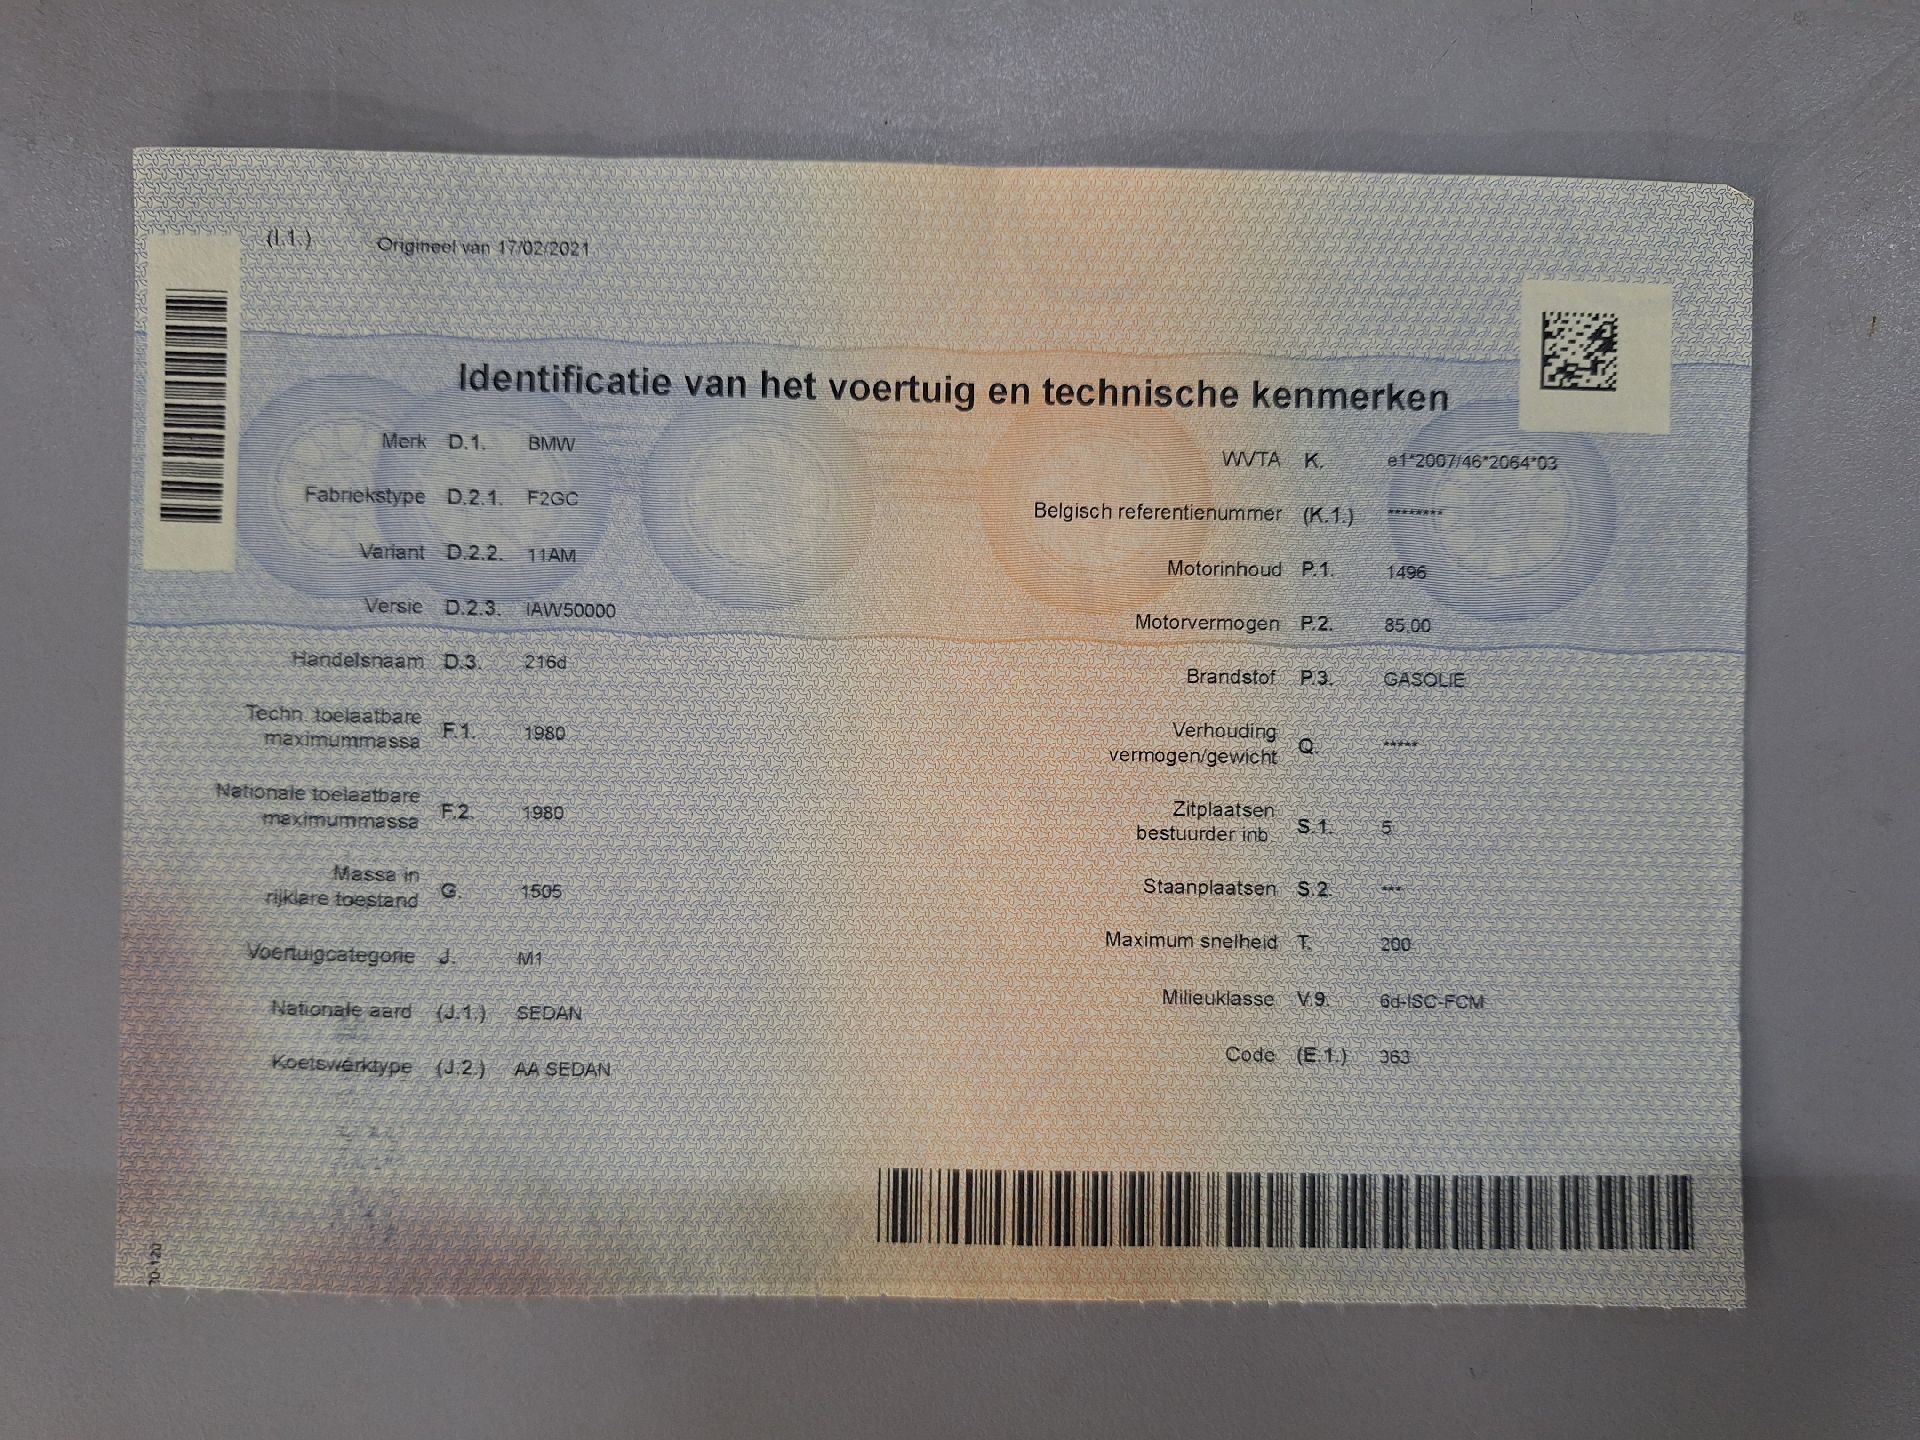 (I.1.) Origineel van 17/02/2021
Identificatie van het voertuig en technische kenmerken
Merk D.1. BMW
Fabriekstype D.2.1. F2GC
Variant D.2.2. 11AM
Versie D.2.3. IAW50000
Handelsnaam D.3. 216d
Techn. toelaatbare
maximummassa F.1. 1980
Nationale toelaatbare
maximummassa F.2. 1980
Massa in
rijklare toestand G. 1505
Voertuigcategorie J. M1
Nationale aard (J.1.) SEDAN
Koetswerktype (J.2.) AA SEDAN
WVTA K. e1*2007/46*2064*03
Belgisch referentienummer (K.1.) ********
Motorinhoud P.1. 1496
Motorvermogen P.2. 85.00
Brandstof P.3. GASOLIE
Verhouding
vermogen/gewicht Q. *****
Zitplaatsen
bestuurder inb. S.1. 5
Staanplaatsen S.2. ***
Maximum snelheid T. 200
Milieuklasse V.9. 6d-ISC-FCM
Code (E.1.) 363